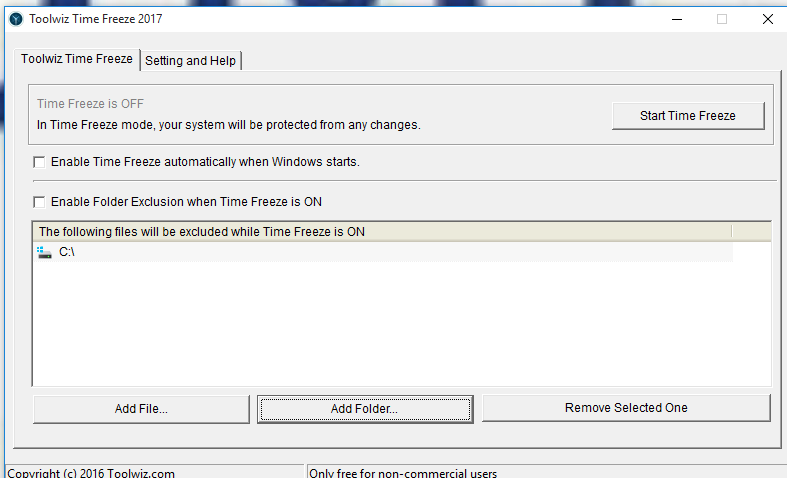 Toolwiz Time Freeze 2017
Toolwiz Time Freeze
Setting and Help
Time Freeze is OFF
In Time Freeze mode, your system will be protected from any changes.
Start Time Freeze
Enable Time Freeze automatically when Windows starts.
Enable Folder Exclusion when Time Freeze is ON
The following files will be excluded while Time Freeze is ON
C:\
Add File...
Add Folder...
Remove Selected One
Copyright (c) 2016 Toolwiz.com
Only free for non-commercial users